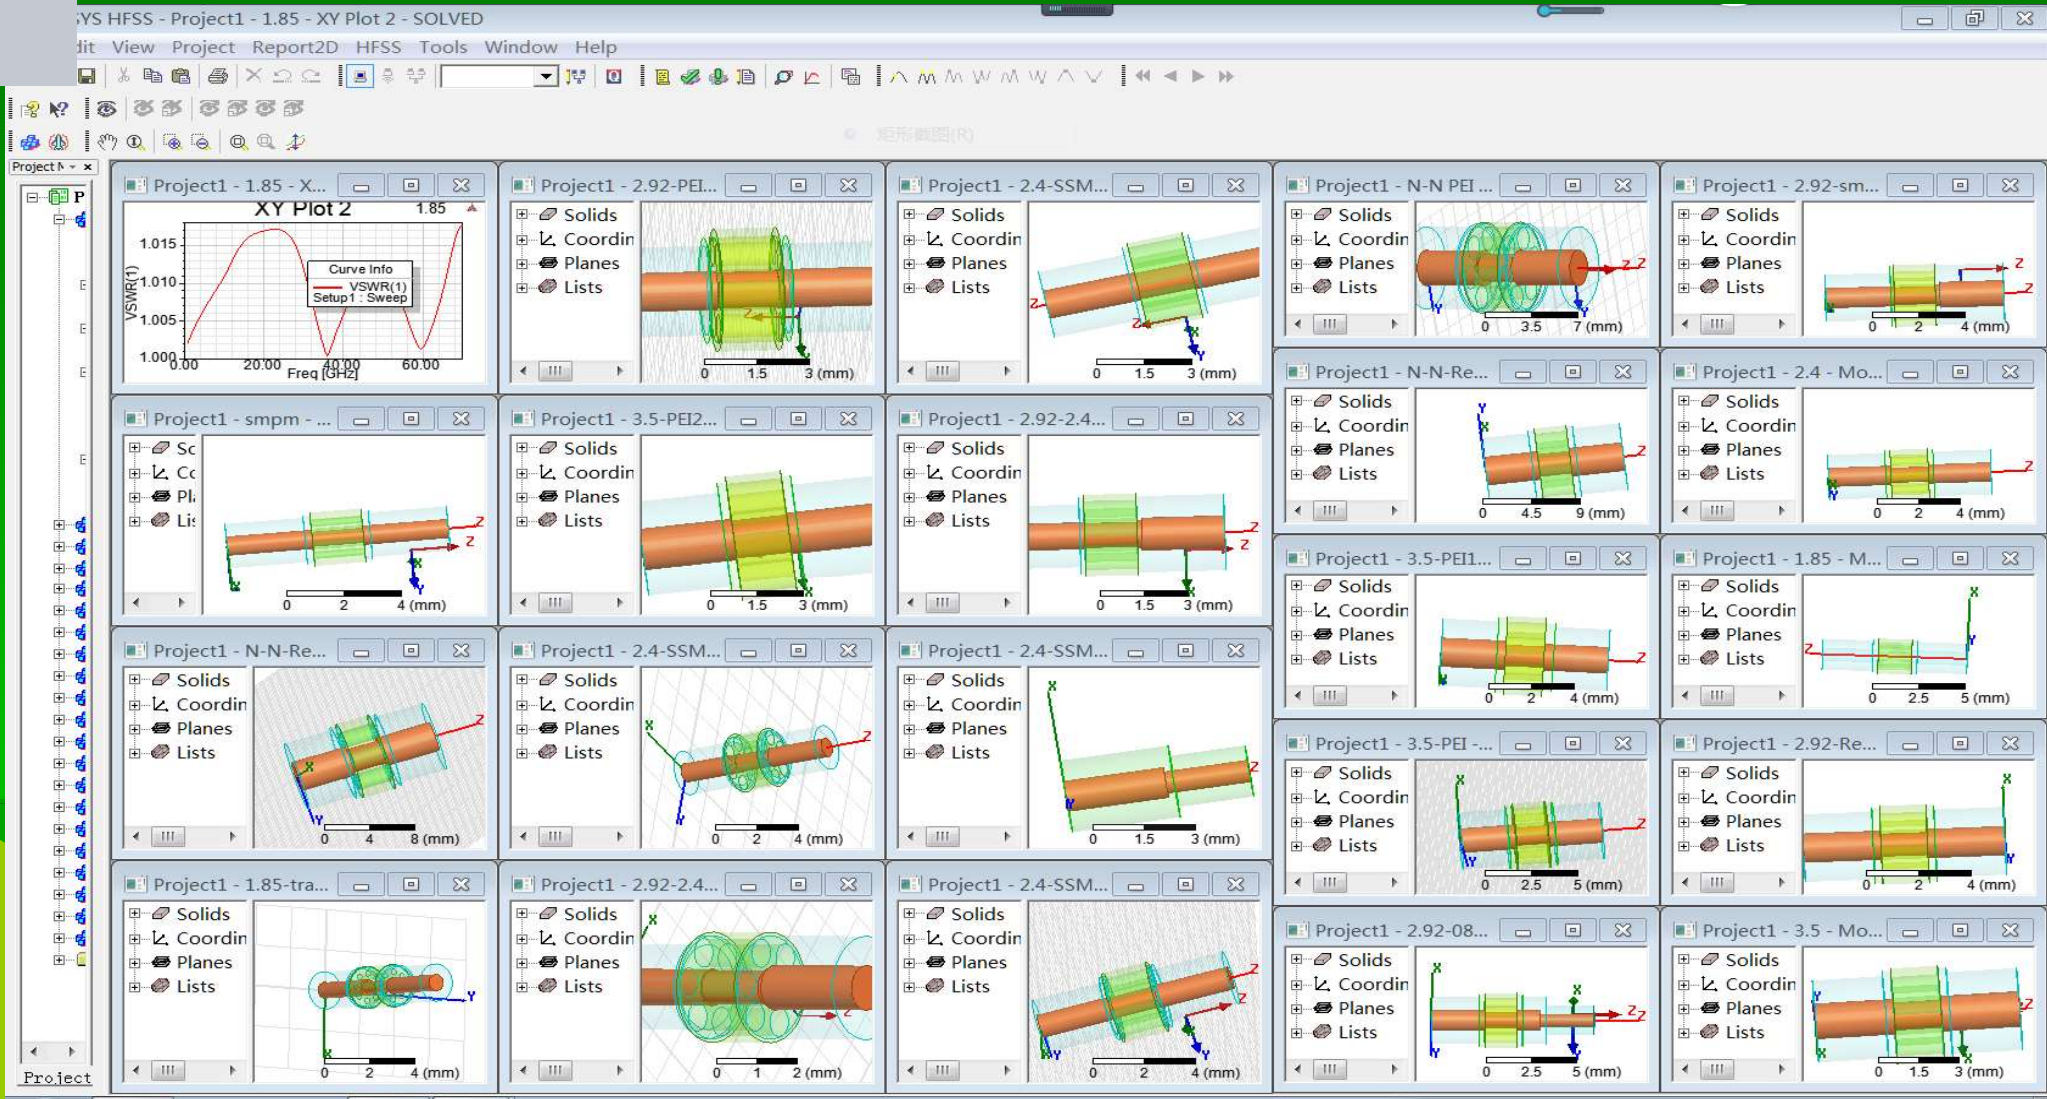 SYS HFSS - Project1 - 1.85 - XY Plot 2 - SOLVED
dit View Project Report2D HFSS Tools Window Help
矩形截图(R)
Project
P
Project
Project1 - 1.85 - X...
XY Plot 2
1.85
1.015
1.010
1.005
1.000
VSWR(1)
Curve Info
VSWR(1)
Setup1 : Sweep
0.00 20.00 40.00 60.00
Freq [GHz]
Project1 - 2.92-PEI...
Solids
Coordin
Planes
Lists
Z
0 1.5 3 (mm)
Project1 - 2.4-SSM...
Solids
Coordin
Planes
Lists
Z
Z
X
Y
0 1.5 3 (mm)
Project1 - N-N PEI ...
Solids
Coordin
Planes
Lists
Z Z
Y Y
0 3.5 7 (mm)
Project1 - 2.92-sm...
Solids
Coordin
Planes
Lists
Z
Z
0 2 4 (mm)
Project1 - N-N-Re...
Solids
Coordin
Planes
Lists
Y
X
Z
0 4.5 9 (mm)
Project1 - 2.4 - Mo...
Solids
Coordin
Planes
Lists
Z
Y
0 2 4 (mm)
Project1 - smpm - ...
Sc
Cc
Pl
Lis
Z
Z
X
X
Y
0 2 4 (mm)
Project1 - 3.5-PEI2...
Solids
Coordin
Planes
Lists
X
0 1.5 3 (mm)
Project1 - 2.92-2.4...
Solids
Coordin
Planes
Lists
Z
Z
X
0 1.5 3 (mm)
Project1 - 3.5-PEI1...
Solids
Coordin
Planes
Lists
Z
0 2 4 (mm)
Project1 - 1.85 - M...
Solids
Coordin
Planes
Lists
X
Y
Z
0 2.5 5 (mm)
Project1 - N-N-Re...
Solids
Coordin
Planes
Lists
Z
X
Y
0 4 8 (mm)
Project1 - 2.4-SSM...
Solids
Coordin
Planes
Lists
X
Z
Y
0 2 4 (mm)
Project1 - 2.4-SSM...
Solids
Coordin
Planes
Lists
X
Z
Y
0 1.5 3 (mm)
Project1 - 3.5-PEI -...
Solids
Coordin
Planes
Lists
X
Z
Y
0 2.5 5 (mm)
Project1 - 2.92-Re...
Solids
Coordin
Planes
Lists
X
Y
0 2 4 (mm)
Project1 - 1.85-tra...
Solids
Coordin
Planes
Lists
Y
X
0 2 4 (mm)
Project1 - 2.92-2.4...
Solids
Coordin
Planes
Lists
X
Z
0 1 2 (mm)
Project1 - 2.4-SSM...
Solids
Coordin
Planes
Lists
Z
Z
X
Y
Y
0 2 4 (mm)
Project1 - 2.92-08...
Solids
Coordin
Planes
Lists
X
X
Z Z
Y
Y
0 2.5 5 (mm)
Project1 - 3.5 - Mo...
Solids
Coordin
Planes
Lists
Y
Z
X
X
0 1.5 3 (mm)